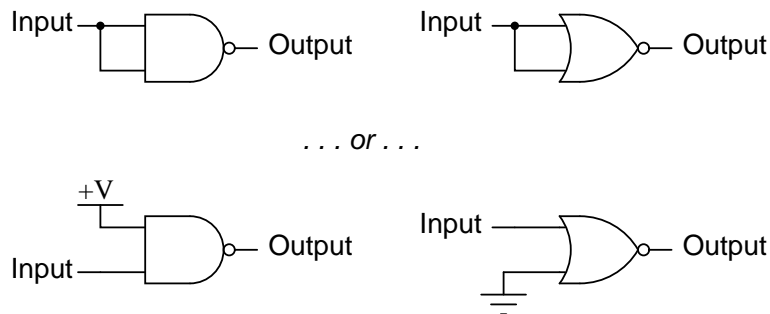 Input Output Input Output
. . . or . . .
+V
Input Output
Input Output